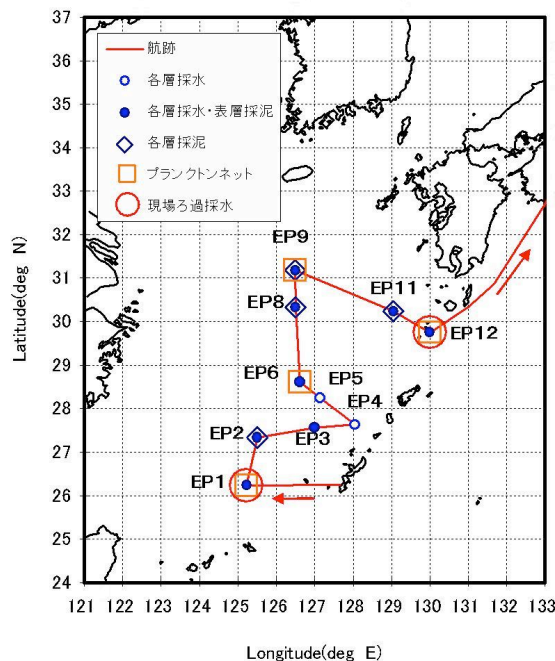 37
36
35
34
33
32
31
30
29
28
27
26
25
24
Latitude(deg N)
航跡
各層採水
各層採水・表層採泥
各層採泥
プランクトンネット
現場ろ過採水
EP9
EP8
EP11
EP12
EP6
EP5
EP4
EP2
EP3
EP1
121 122 123 124 125 126 127 128 129 130 131 132 133
Longitude(deg E)